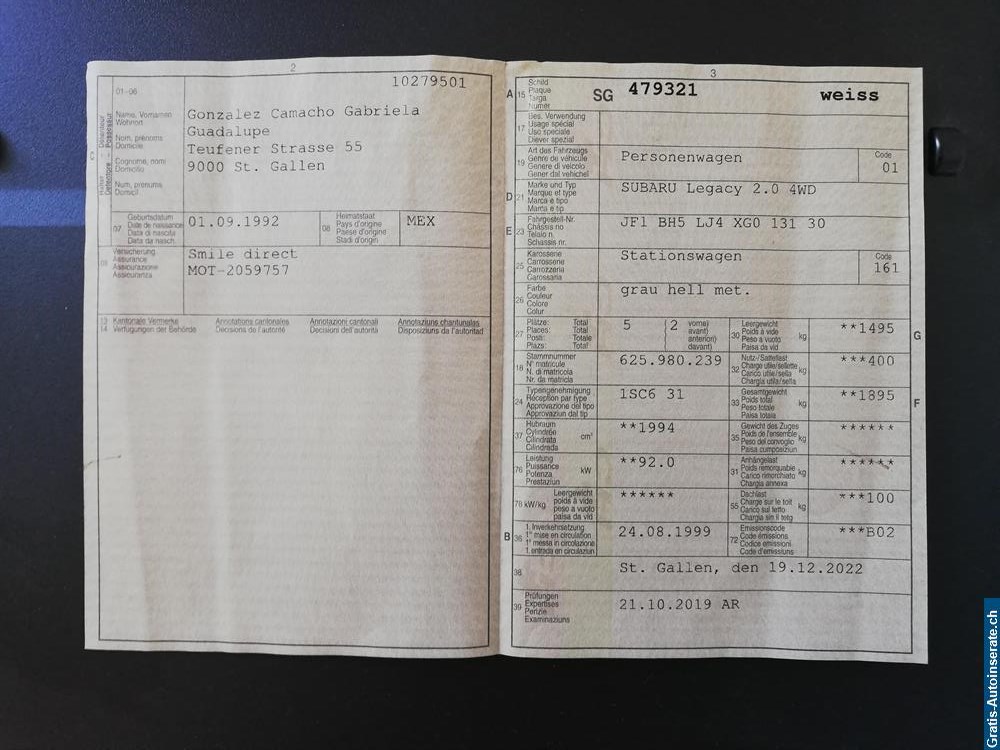 2
10279501
01-06
Name, Vornamen
Wohnort
Nom, prénoms
Domicile
Cognome, nomi
Domicilio
Num, prenums
Domicil
Gonzalez Camacho Gabriela
Guadalupe
Teufener Strasse 55
9000 St. Gallen
C
07
Geburtsdatum
Date de naissance
Data di nascita
Data da nasch.
01.09.1992
08
Heimatstaat
Pays d'origine
Paese d'origine
Stadi d'origin
MEX
09
Versicherung
Assurance
Assicurazione
Assicuranza
Smile direct
MOT-2059757
13
14
Kantonale Vermerke
Verfügungen der Behörde
Annotations cantonales
Décisions de l'autorité
Annotazioni cantonali
Decisioni dell'autorità
Annotaziuns chantunalas
Disposiziuns da l'autoritad
3
A
15
Schild
Plaque
Targa
Numer
SG 479321
weiss
17
Bes. Verwendung
Usage spécial
Uso speciale
Diever spezial
19
Art des Fahrzeugs
Genre de véhicule
Genere di veicolo
Gener dal vehichel
Personenwagen
Code
01
D
21
Marke und Typ
Marque et type
Marca e tipo
Marca e tip
SUBARU Legacy 2.0 4WD
E
23
Fahrgestell-Nr.
Châssis no
Telaio n.
Schassis nr.
JF1 BH5 LJ4 XG0 131 30
25
Karosserie
Carrosserie
Carrozzeria
Carossaria
Stationswagen
Code
161
26
Farbe
Couleur
Colore
Colur
grau hell met.
27
Plätze: Total
Places: Total
Posti: Totale
Plazs: Total
5
(2
vorne)
avant)
anteriori)
davant)
30
Leergewicht
Poids à vide
Peso a vuoto
Paisa da vid
kg
**1495
G
18
Stammnummer
N° matricule
N. di matricola
Nr. da matricla
625.980.239
32
Nutz-/Sattellast
Charge utile/sellette
Carico utile/sella
Chargia utila/sella
kg
***400
24
Typengenehmigung
Réception par type
Approvazione del tipo
Approvaziun dal tip
1SC6 31
33
Gesamtgewicht
Poids total
Peso totale
Paisa totala
kg
**1895
F
37
Hubraum
Cylindrée
Cilindrata
Cilindrada
cm³
**1994
35
Gewicht des Zuges
Poids de l'ensemble
Peso del convoglio
Paisa cumposiziun
kg
******
76
Leistung
Puissance
Potenza
Prestaziun
kW
**92.0
31
Anhängelast
Poids remorquable
Carico rimorchiato
Chargia annexa
kg
******
78 kW/kg
Leergewicht
poids à vide
peso a vuoto
paisa da vid
******
55
Dachlast
Charge sur le toit
Carico sul tetto
Chargia sin il tetg
kg
***100
B
36
1. Inverkehrsetzung
1re mise en circulation
1a messa in circolazione
1. entrada en circulaziun
24.08.1999
72
Emissionscode
Code émissions
Codice emissioni
Code d'emissiuns
***B02
38
St. Gallen, den 19.12.2022
39
Prüfungen
Expertises
Perizie
Examinaziuns
21.10.2019 AR
Gratis-Autoinserate.ch